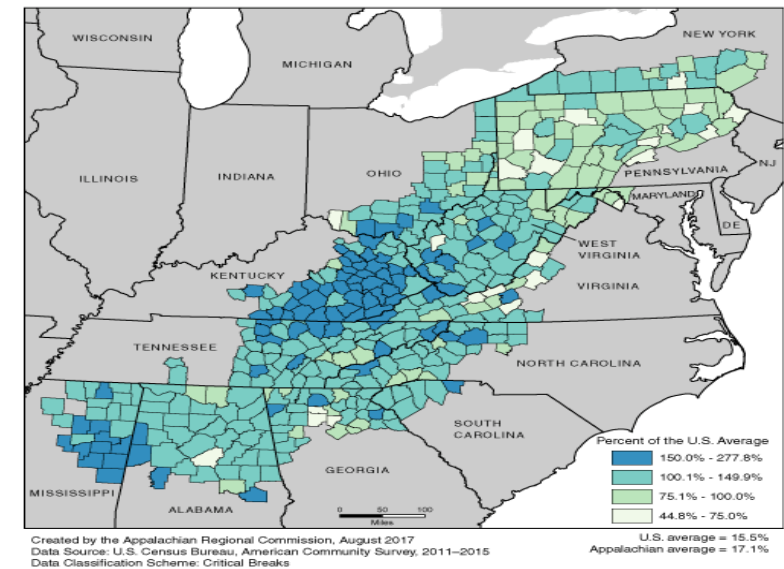 WISCONSIN
NEW YORK
MICHIGAN
ILLINOIS
INDIANA
OHIO
PENNSYLVANIA
NJ
MARYLAND
DE
WEST
VIRGINIA
KENTUCKY
VIRGINIA
TENNESSEE
NORTH CAROLINA
SOUTH
CAROLINA
GEORGIA
MISSISSIPPI
ALABAMA
0 50 100
Miles
Percent of the U.S. Average
150.0% - 277.8%
100.1% - 149.9%
75.1% - 100.0%
44.8% - 75.0%
U.S. average = 15.5%
Appalachian average = 17.1%
Created by the Appalachian Regional Commission, August 2017
Data Source: U.S. Census Bureau, American Community Survey, 2011–2015
Data Classification Scheme: Critical Breaks